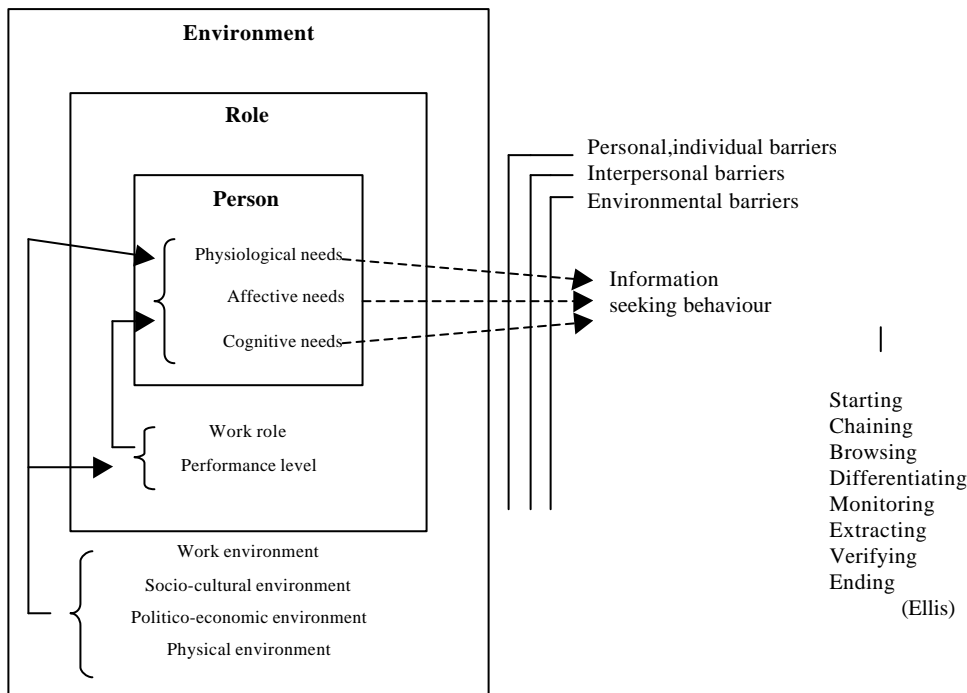 Environment
Role
Person
Physiological needs
Affective needs
Cognitive needs
Work role
Performance level
Work environment
Socio-cultural environment
Politico-economic environment
Physical environment
Personal,individual barriers
Interpersonal barriers
Environmental barriers
Information
seeking behaviour
Starting
Chaining
Browsing
Differentiating
Monitoring
Extracting
Verifying
Ending
(Ellis)